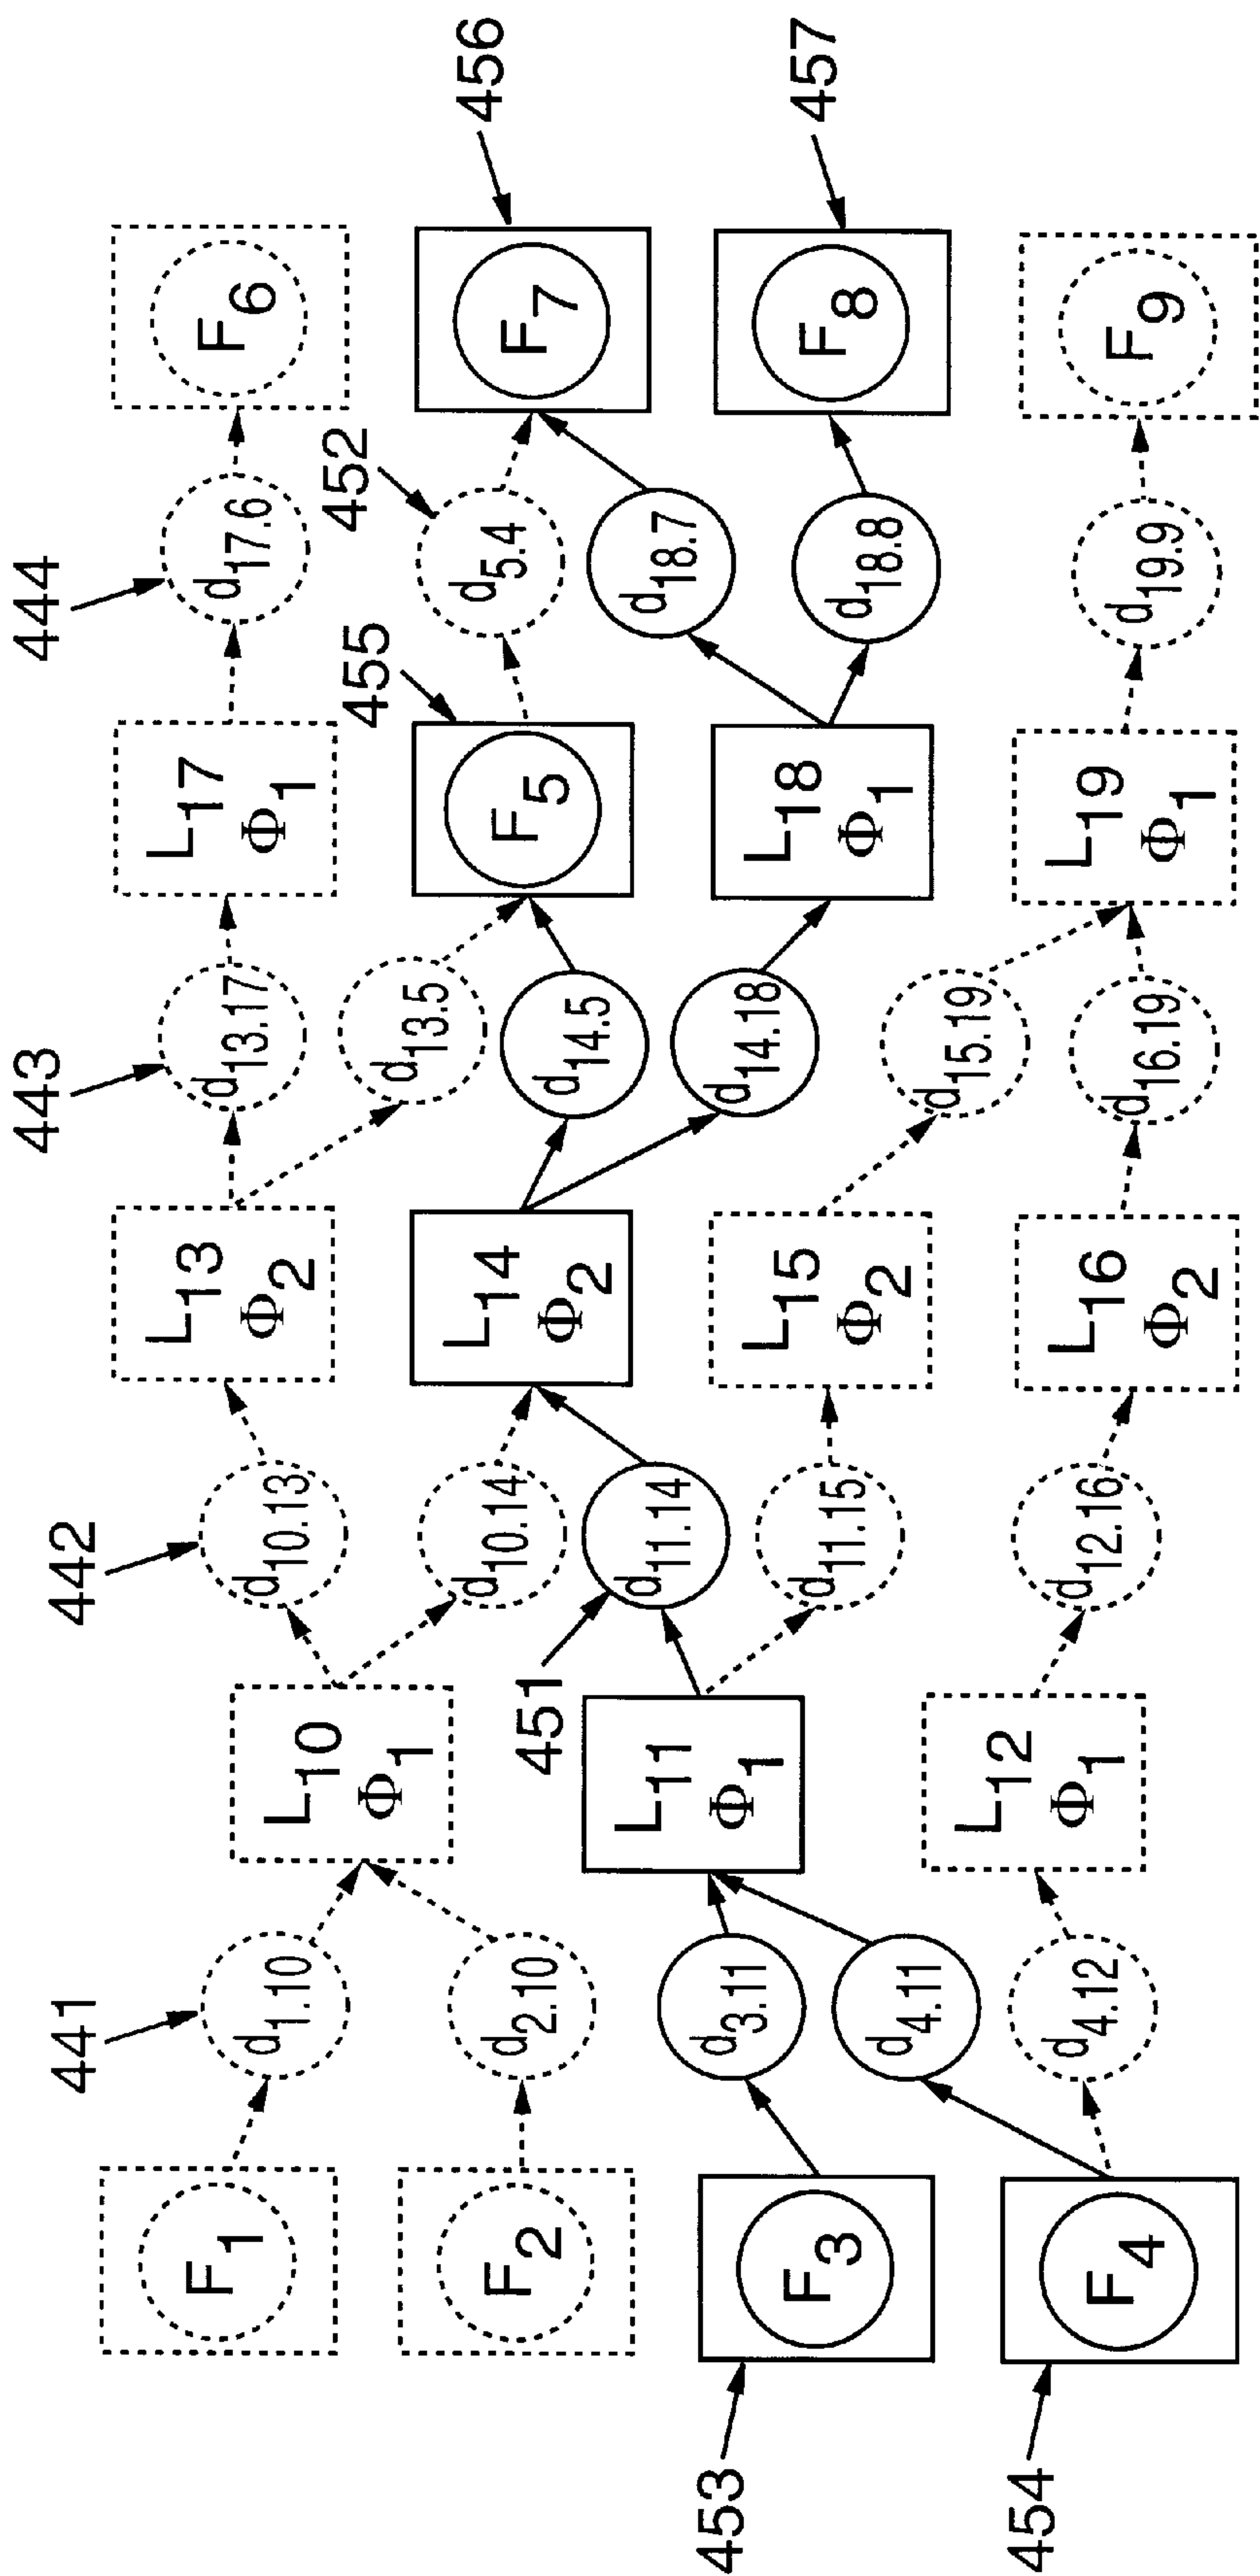 441
442
443
444
F1
d1.10
L10
Φ1
d10.13
L13
Φ2
d13.17
L17
Φ1
d17.6
F6
F2
d2.10
d10.14
L14
Φ2
d13.5
d14.5
455
F5
452
d5.4
456
F7
453
F3
d3.11
d4.11
L11
Φ1
451
d11.14
d11.15
L15
Φ2
d14.18
L18
Φ1
d18.7
d18.8
457
F8
454
F4
d4.12
L12
Φ1
d12.16
L16
Φ2
d15.19
d16.19
L19
Φ1
d19.9
F9